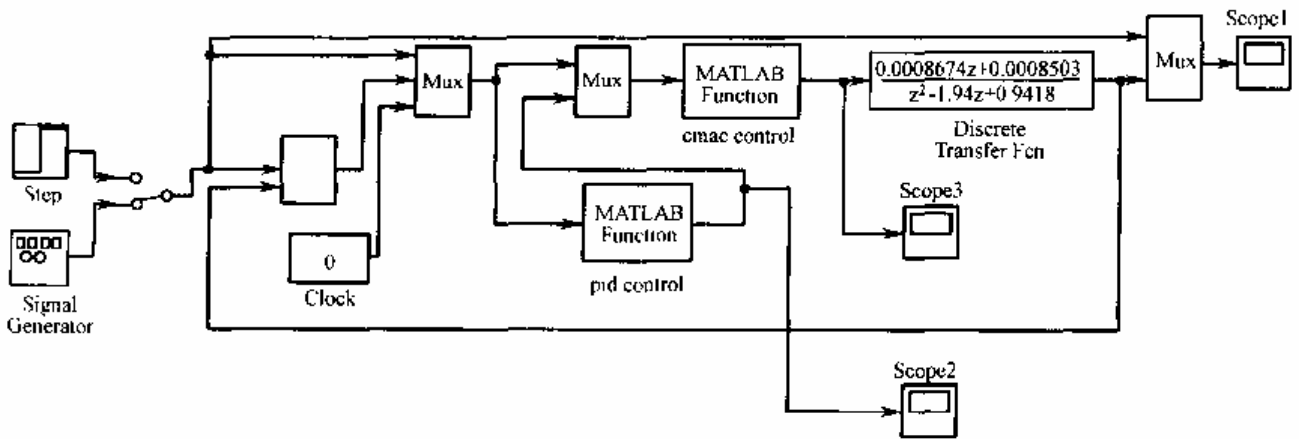 Scope1
Mux
Mux
Mux
MATLAB
Function
cmac control
0.0008674z+0.0008503
z²-1.94z+0.9418
Discrete
Transfer Fcn
Step
Signal
Generator
0
Clock
MATLAB
Function
pid control
Scope3
Scope2